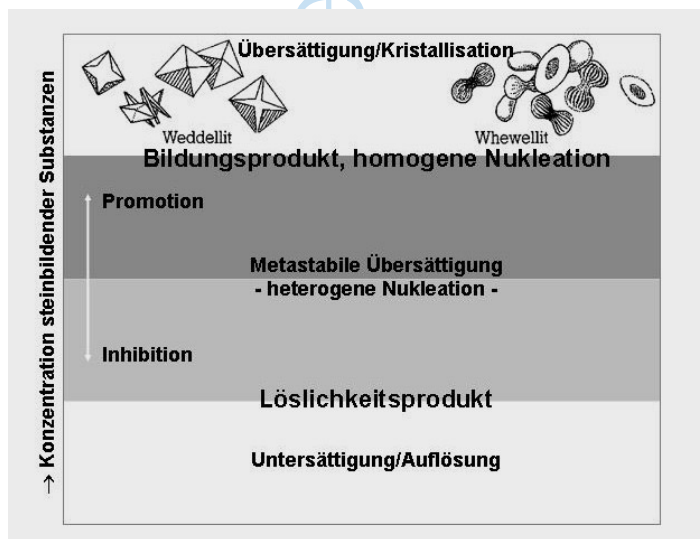 Übersättigung/Kristallisation
Weddellit
Whewellit
Bildungsprodukt, homogene Nukleation
Promotion
Metastabile Übersättigung
- heterogene Nukleation -
Inhibition
Löslichkeitsprodukt
Untersättigung/Auflösung
→ Konzentration steinbildender Substanzen